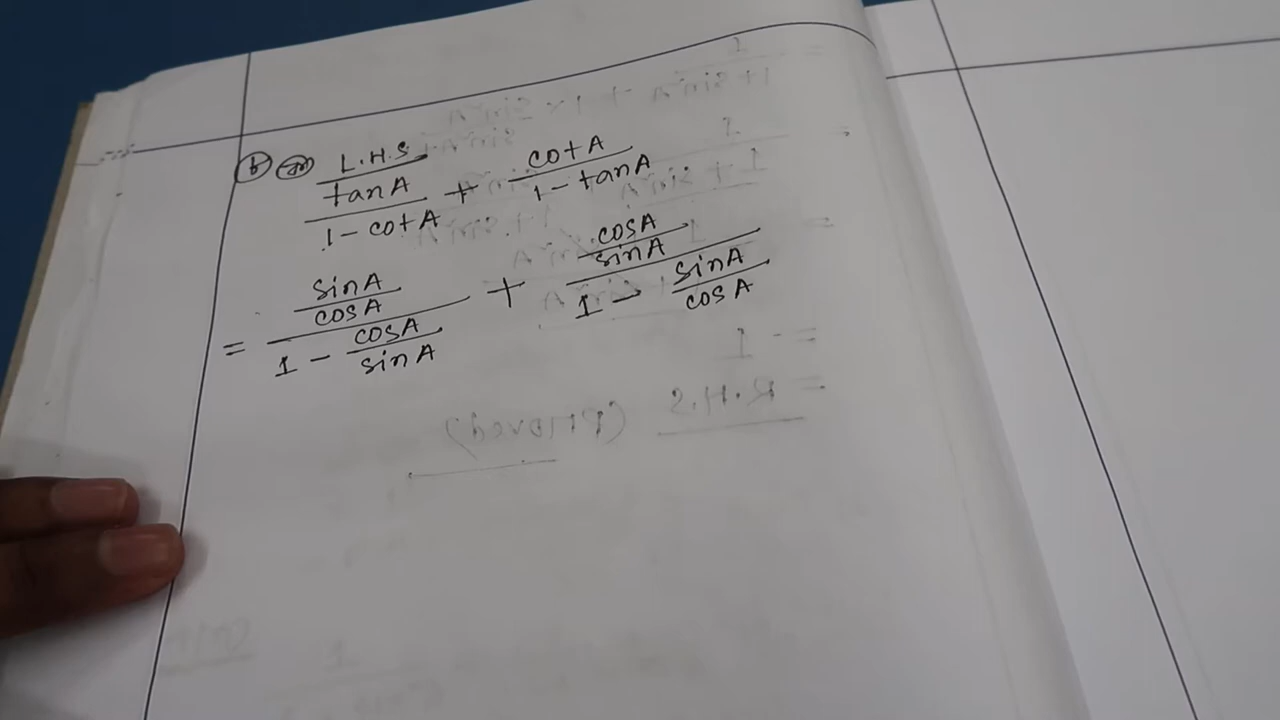 (b) L.H.S
tanA/1-cotA + cotA/1-tanA
= (sinA/cosA)/(1-cosA/sinA) + (cosA/sinA)/(1-sinA/cosA)